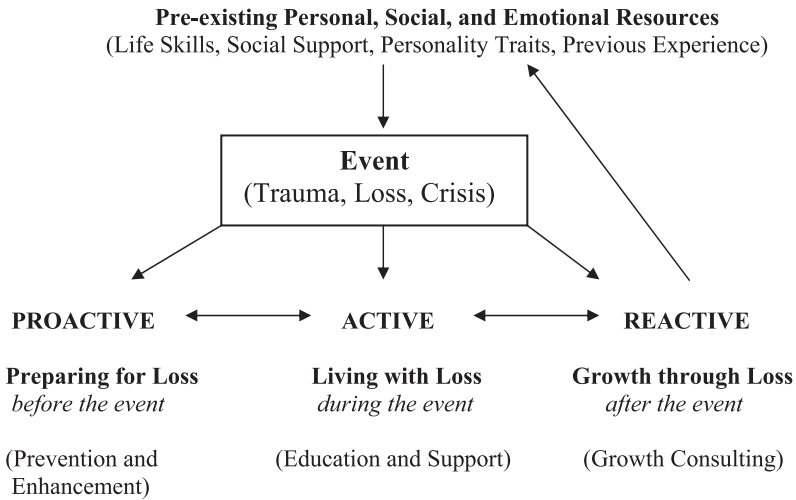 Pre-existing Personal, Social, and Emotional Resources
(Life Skills, Social Support, Personality Traits, Previous Experience)
Event
(Trauma, Loss, Crisis)
PROACTIVE
ACTIVE
REACTIVE
Preparing for Loss
before the event
Living with Loss
during the event
Growth through Loss
after the event
(Prevention and
Enhancement)
(Education and Support)
(Growth Consulting)